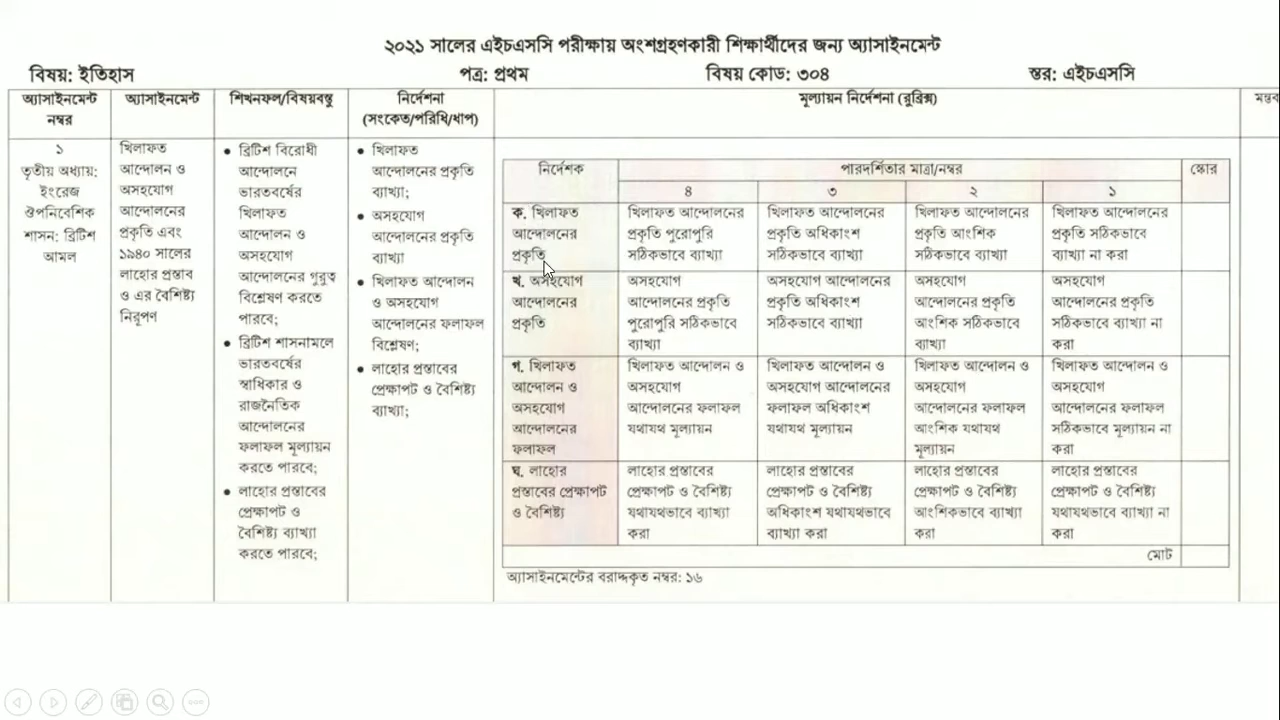 ২০২১ সালের এইচএসসি পরীক্ষায় অংশগ্রহণকারী শিক্ষার্থীদের জন্য অ্যাসাইনমেন্ট
বিষয়: ইতিহাস পত্র: প্রথম বিষয় কোড: ৩০৪ স্তর: এইচএসসি
অ্যাসাইনমেন্ট
নম্বর
অ্যাসাইনমেন্ট
শিখনফল/বিষয়বস্তু
নির্দেশনা
(সংকেত/পরিধি/ধাপ)
মূল্যায়ন নির্দেশনা (রুব্রিক্স)
মন্তব
১
তৃতীয় অধ্যায়:
ইংরেজ
ঔপনিবেশিক
শাসন: ব্রিটিশ
আমল
খিলাফত
আন্দোলন ও
অসহযোগ
আন্দোলনের
প্রকৃতি এবং
১৯৪০ সালের
লাহোর প্রস্তাব
ও এর বৈশিষ্ট্য
নিরূপণ
• ব্রিটিশ বিরোধী
আন্দোলনে
ভারতবর্ষের
খিলাফত
আন্দোলন ও
অসহযোগ
আন্দোলনের গুরুত্ব
বিশ্লেষণ করতে
পারবে;
• ব্রিটিশ শাসনামলে
ভারতবর্ষের
স্বাধিকার ও
রাজনৈতিক
আন্দোলনের
ফলাফল মূল্যায়ন
করতে পারবে;
• লাহোর প্রস্তাবের
প্রেক্ষাপট ও
বৈশিষ্ট্য ব্যাখ্যা
করতে পারবে;
• খিলাফত
আন্দোলনের প্রকৃতি
ব্যাখ্যা;
• অসহযোগ
আন্দোলনের প্রকৃতি
ব্যাখ্যা
• খিলাফত আন্দোলন
ও অসহযোগ
আন্দোলনের ফলাফল
বিশ্লেষণ;
• লাহোর প্রস্তাবের
প্রেক্ষাপট ও বৈশিষ্ট্য
ব্যাখ্যা;
নির্দেশক
পারদর্শিতার মাত্রা/নম্বর
স্কোর
৪ ৩ ২ ১
ক. খিলাফত
আন্দোলনের
প্রকৃতি
খিলাফত আন্দোলনের
প্রকৃতি পুরোপুরি
সঠিকভাবে ব্যাখ্যা
খিলাফত আন্দোলনের
প্রকৃতি অধিকাংশ
সঠিকভাবে ব্যাখ্যা
খিলাফত আন্দোলনের
প্রকৃতি আংশিক
সঠিকভাবে ব্যাখ্যা
খিলাফত আন্দোলনের
প্রকৃতি সঠিকভাবে
ব্যাখ্যা না করা
খ. অসহযোগ
আন্দোলনের
প্রকৃতি
অসহযোগ
আন্দোলনের প্রকৃতি
পুরোপুরি সঠিকভাবে
ব্যাখ্যা
অসহযোগ আন্দোলনের
প্রকৃতি অধিকাংশ
সঠিকভাবে ব্যাখ্যা
অসহযোগ
আন্দোলনের প্রকৃতি
আংশিক সঠিকভাবে
ব্যাখ্যা
অসহযোগ
আন্দোলনের প্রকৃতি
সঠিকভাবে ব্যাখ্যা না
করা
গ. খিলাফত
আন্দোলন ও
অসহযোগ
আন্দোলনের
ফলাফল
খিলাফত আন্দোলন ও
অসহযোগ
আন্দোলনের ফলাফল
যথাযথ মূল্যায়ন
খিলাফত আন্দোলন ও
অসহযোগ আন্দোলনের
ফলাফল অধিকাংশ
যথাযথ মূল্যায়ন
খিলাফত আন্দোলন ও
অসহযোগ
আন্দোলনের ফলাফল
আংশিক যথাযথ
মূল্যায়ন
খিলাফত আন্দোলন ও
অসহযোগ
আন্দোলনের ফলাফল
সঠিকভাবে মূল্যায়ন না
করা
ঘ. লাহোর
প্রস্তাবের প্রেক্ষাপট
ও বৈশিষ্ট্য
লাহোর প্রস্তাবের
প্রেক্ষাপট ও বৈশিষ্ট্য
যথাযথভাবে ব্যাখ্যা
করা
লাহোর প্রস্তাবের
প্রেক্ষাপট ও বৈশিষ্ট্য
অধিকাংশ যথাযথভাবে
ব্যাখ্যা করা
লাহোর প্রস্তাবের
প্রেক্ষাপট ও বৈশিষ্ট্য
আংশিকভাবে ব্যাখ্যা
করা
লাহোর প্রস্তাবের
প্রেক্ষাপট ও বৈশিষ্ট্য
যথাযথভাবে ব্যাখ্যা না
করা
মোট
অ্যাসাইনমেন্টের বরাদ্দকৃত নম্বর: ১৬